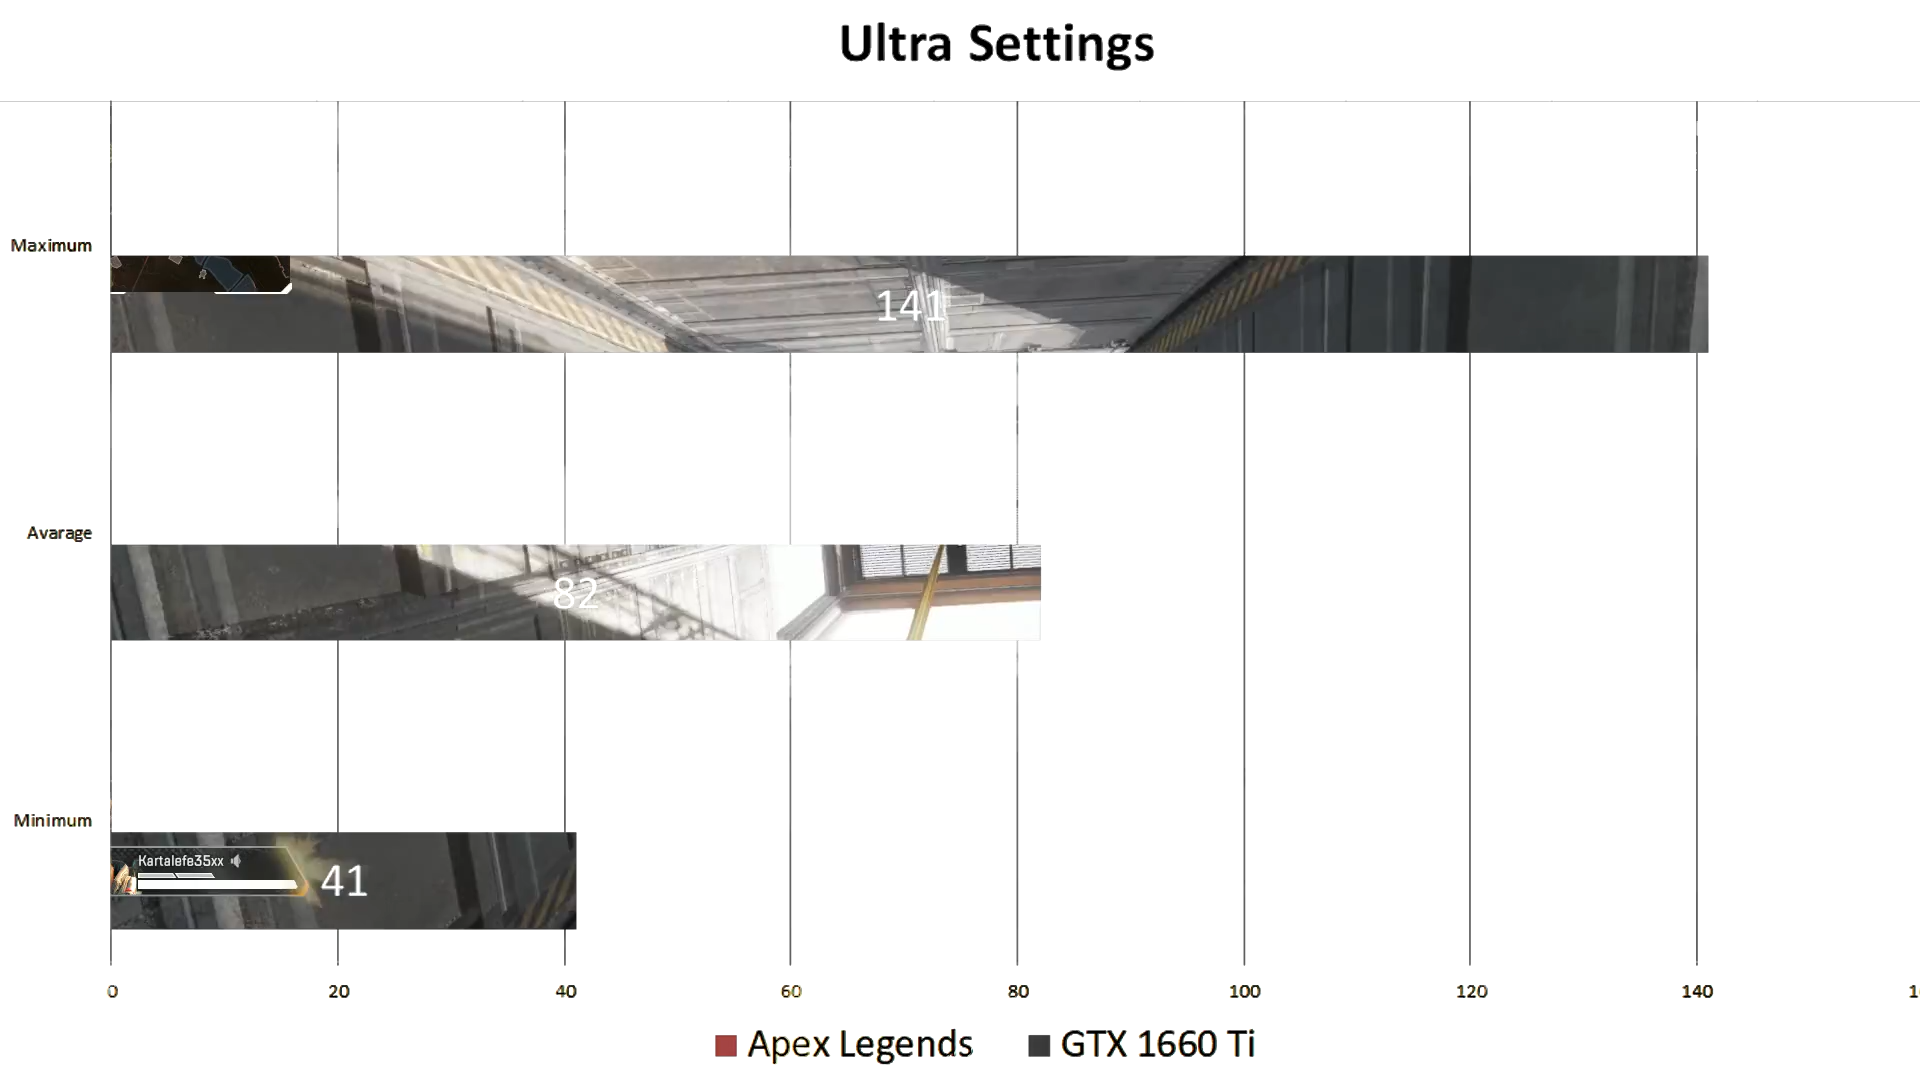 Ultra Settings
Maximum
141
Avarage
82
Minimum
Kartalefe35xx
41
0 20 40 60 80 100 120 140
Apex Legends GTX 1660 Ti